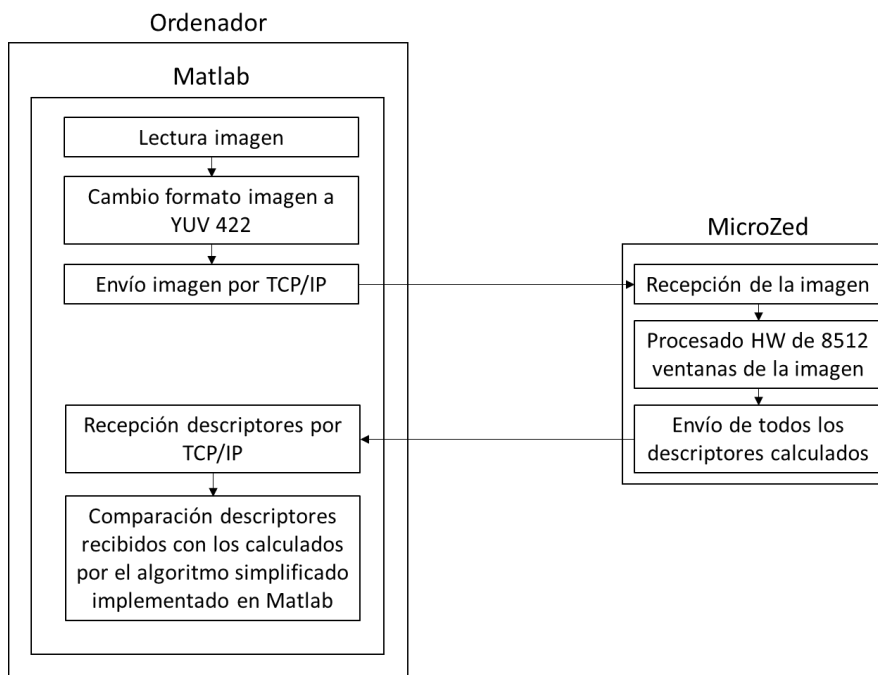 Ordenador
Matlab
Lectura imagen
Cambio formato imagen a
YUV 422
Envío imagen por TCP/IP
MicroZed
Recepción de la imagen
Procesado HW de 8512
ventanas de la imagen
Envío de todos los
descriptores calculados
Recepción descriptores por
TCP/IP
Comparación descriptores
recibidos con los calculados
por el algoritmo simplificado
implementado en Matlab